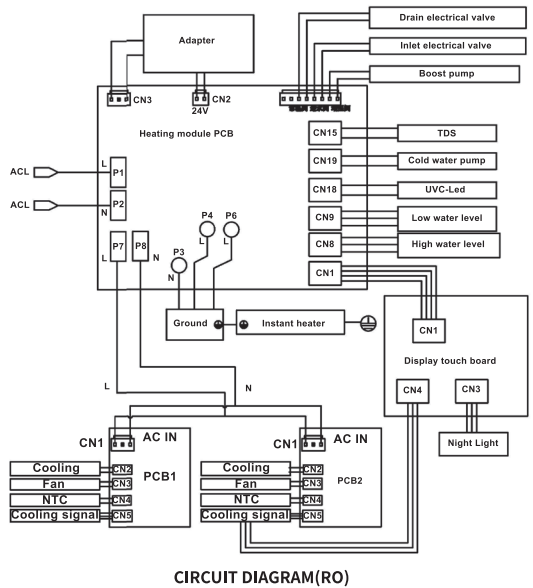 Drain electrical valve
Adapter
Inlet electrical valve
Boost pump
CN3
CN2
24V
Heating module PCB
CN15
TDS
CN19
Cold water pump
L
ACL
P1
CN18
UVC-Led
ACL
P2
N
CN9
Low water level
P4
P6
P7
P8
L
L
CN8
High water level
P3
L
N
N
CN1
Ground
Instant heater
CN1
Display touch board
L
N
CN4
CN3
CN1
AC IN
CN1
AC IN
Night Light
Cooling
CN2
PCB1
Cooling
CN2
PCB2
Fan
CN3
Fan
CN3
NTC
CN4
NTC
CN4
Cooling signal
CN5
Cooling signal
CN5
CIRCUIT DIAGRAM(RO)